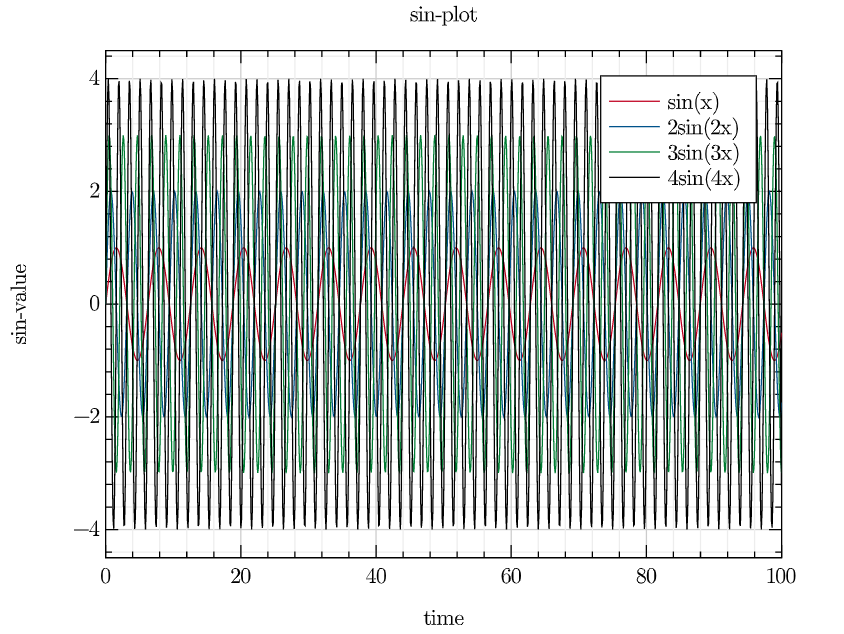 sin-plot
4
2
0
−2
−4
sin-value
sin(x)
2sin(2x)
3sin(3x)
4sin(4x)
0 20 40 60 80 100
time